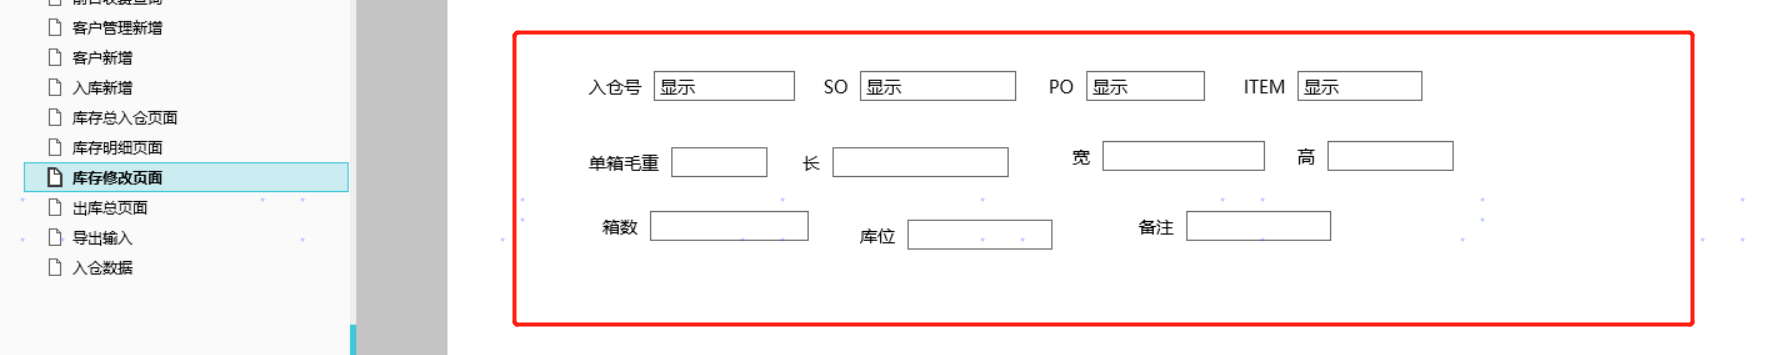 客户管理新增
客户新增
入库新增
库存总入仓页面
库存明细页面
库存修改页面
出库总页面
导出输入
入仓数据
入仓号 显示 SO 显示 PO 显示 ITEM 显示
单箱毛重 长 宽 高
箱数 库位 备注